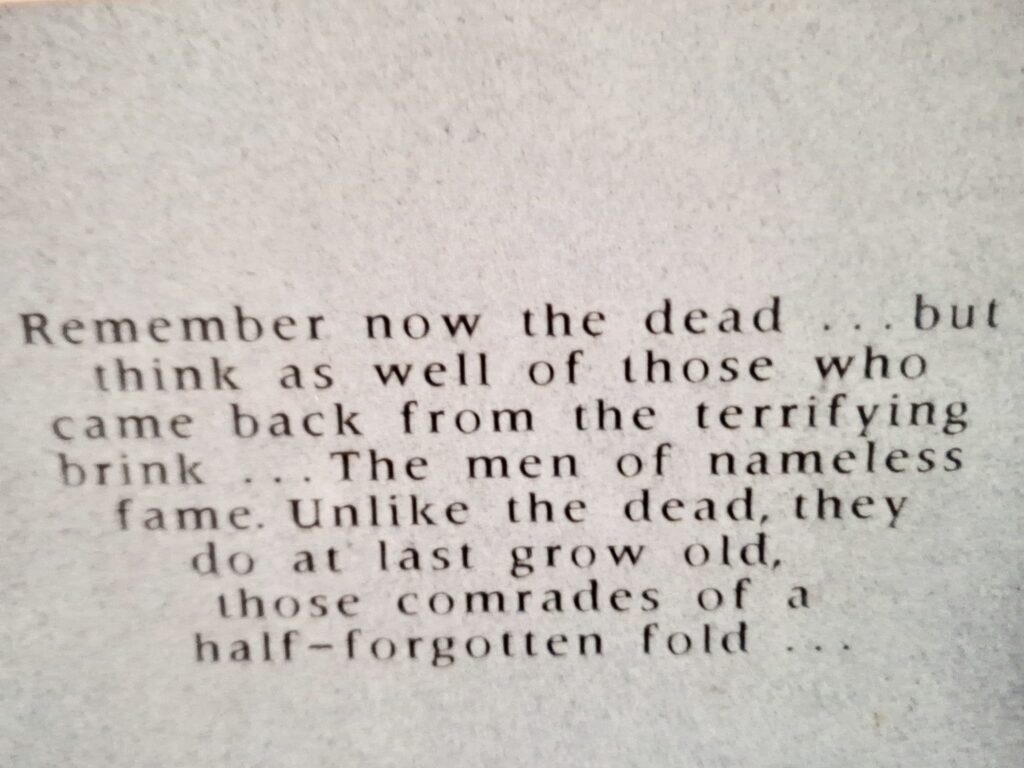 Remember now the dead ... but
think as well of those who
came back from the terrifying
brink ... The men of nameless
fame. Unlike the dead, they
do at last grow old,
those comrades of a
half-forgotten fold ...